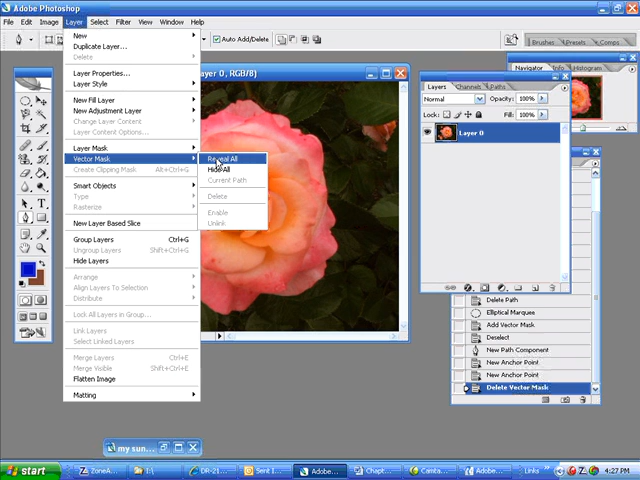 Adobe Photoshop
File Edit Image Layer Select Filter View Window Help
Auto Add/Delete
Brushes Presets Comps
New
Duplicate Layer...
Delete
Layer Properties...
Layer Style
New Fill Layer
New Adjustment Layer
Change Layer Content
Layer Content Options...
Layer Mask
Vector Mask
Create Clipping Mask Alt+Ctrl+G
Smart Objects
Type
Rasterize
New Layer Based Slice
Group Layers Ctrl+G
Ungroup Layers Shift+Ctrl+G
Hide Layers
Arrange
Align Layers To Selection
Distribute
Lock All Layers in Group...
Link Layers
Select Linked Layers
Merge Layers Ctrl+E
Merge Visible Shift+Ctrl+E
Flatten Image
Matting
Reveal All
Hide All
Current Path
Delete
Enable
Unlink
ayer 0, RGB/8)
Navigator Info Histogram
Layers Channels Paths
Normal Opacity: 100%
Lock: Fill: 100%
Layer 0
Delete Path
Elliptical Marquee
Add Vector Mask
Deselect
New Path Component
New Anchor Point
New Anchor Point
Delete Vector Mask
my sun...
start ZoneA... I:\ DR-21... Sent I... Adobe... Chapt... Camta... Adobe... Links 4:27 PM